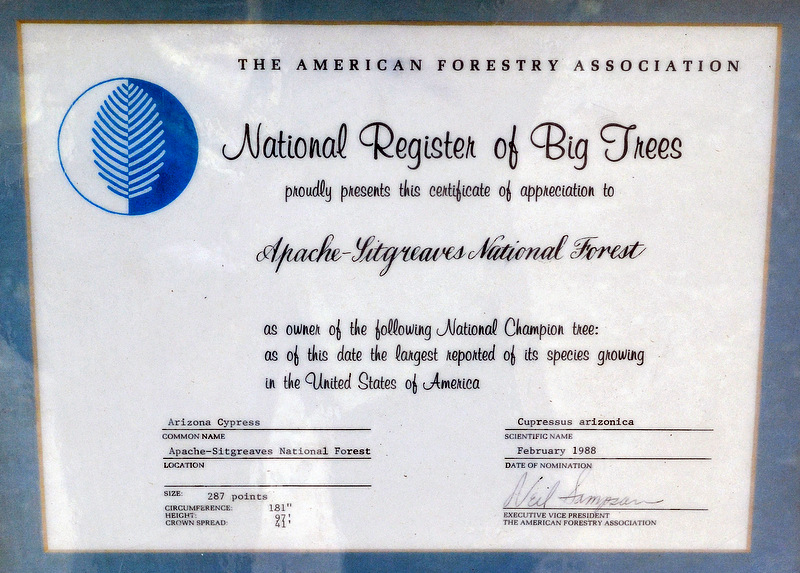 THE AMERICAN FORESTRY ASSOCIATION
National Register of Big Trees
proudly presents this certificate of appreciation to
Apache-Sitgreaves National Forest
as owner of the following National Champion tree:
as of this date the largest reported of its species growing
in the United States of America
Arizona Cypress
COMMON NAME
Apache-Sitgreaves National Forest
LOCATION
SIZE: 287 points
CIRCUMFERENCE: 181"
HEIGHT: 97'
CROWN SPREAD: 41'
Cupressus arizonica
SCIENTIFIC NAME
February 1988
DATE OF NOMINATION
Neil Sampson
EXECUTIVE VICE PRESIDENT
THE AMERICAN FORESTRY ASSOCIATION